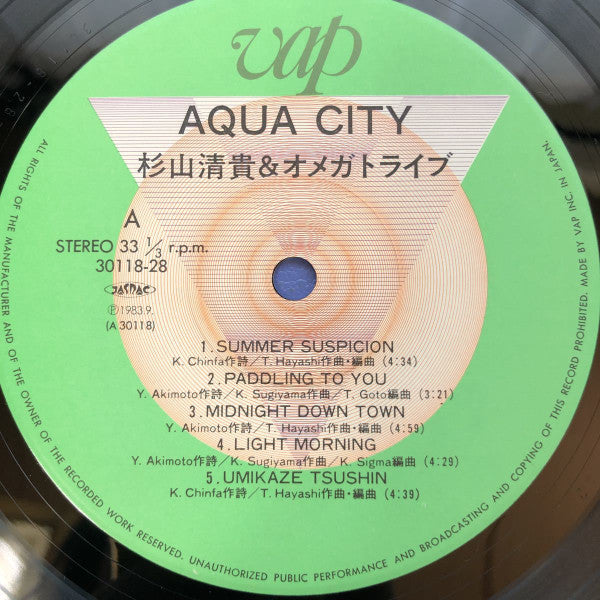 vap
AQUA CITY
杉山清貴&オメガトライブ
A
STEREO 33 1/3 r.p.m.
30118-28
JASRAC
Ⓟ1983.9.
(A 30118)
1.SUMMER SUSPICION
K. Chinfa作詩/T. Hayashi作曲・編曲 (4:34)
2.PADDLING TO YOU
Y. Akimoto作詩/K. Sugiyama作曲/T. Goto編曲 (3:21)
3.MIDNIGHT DOWN TOWN
Y. Akimoto作詩/T. Hayashi作曲・編曲 (4:59)
4.LIGHT MORNING
Y. Akimoto作詩/K. Sugiyama作曲/K. Sigma編曲 (4:29)
5.UMIKAZE TSUSHIN
K. Chinfa作詩/T. Hayashi作曲・編曲 (4:39)
ALL RIGHTS OF THE MANUFACTURER AND OF THE OWNER OF THE RECORDED WORK RESERVED. UNAUTHORIZED PUBLIC PERFORMANCE AND BROADCASTING AND COPYING OF THIS RECORD PROHIBITED. MADE BY VAP INC. IN JAPAN.